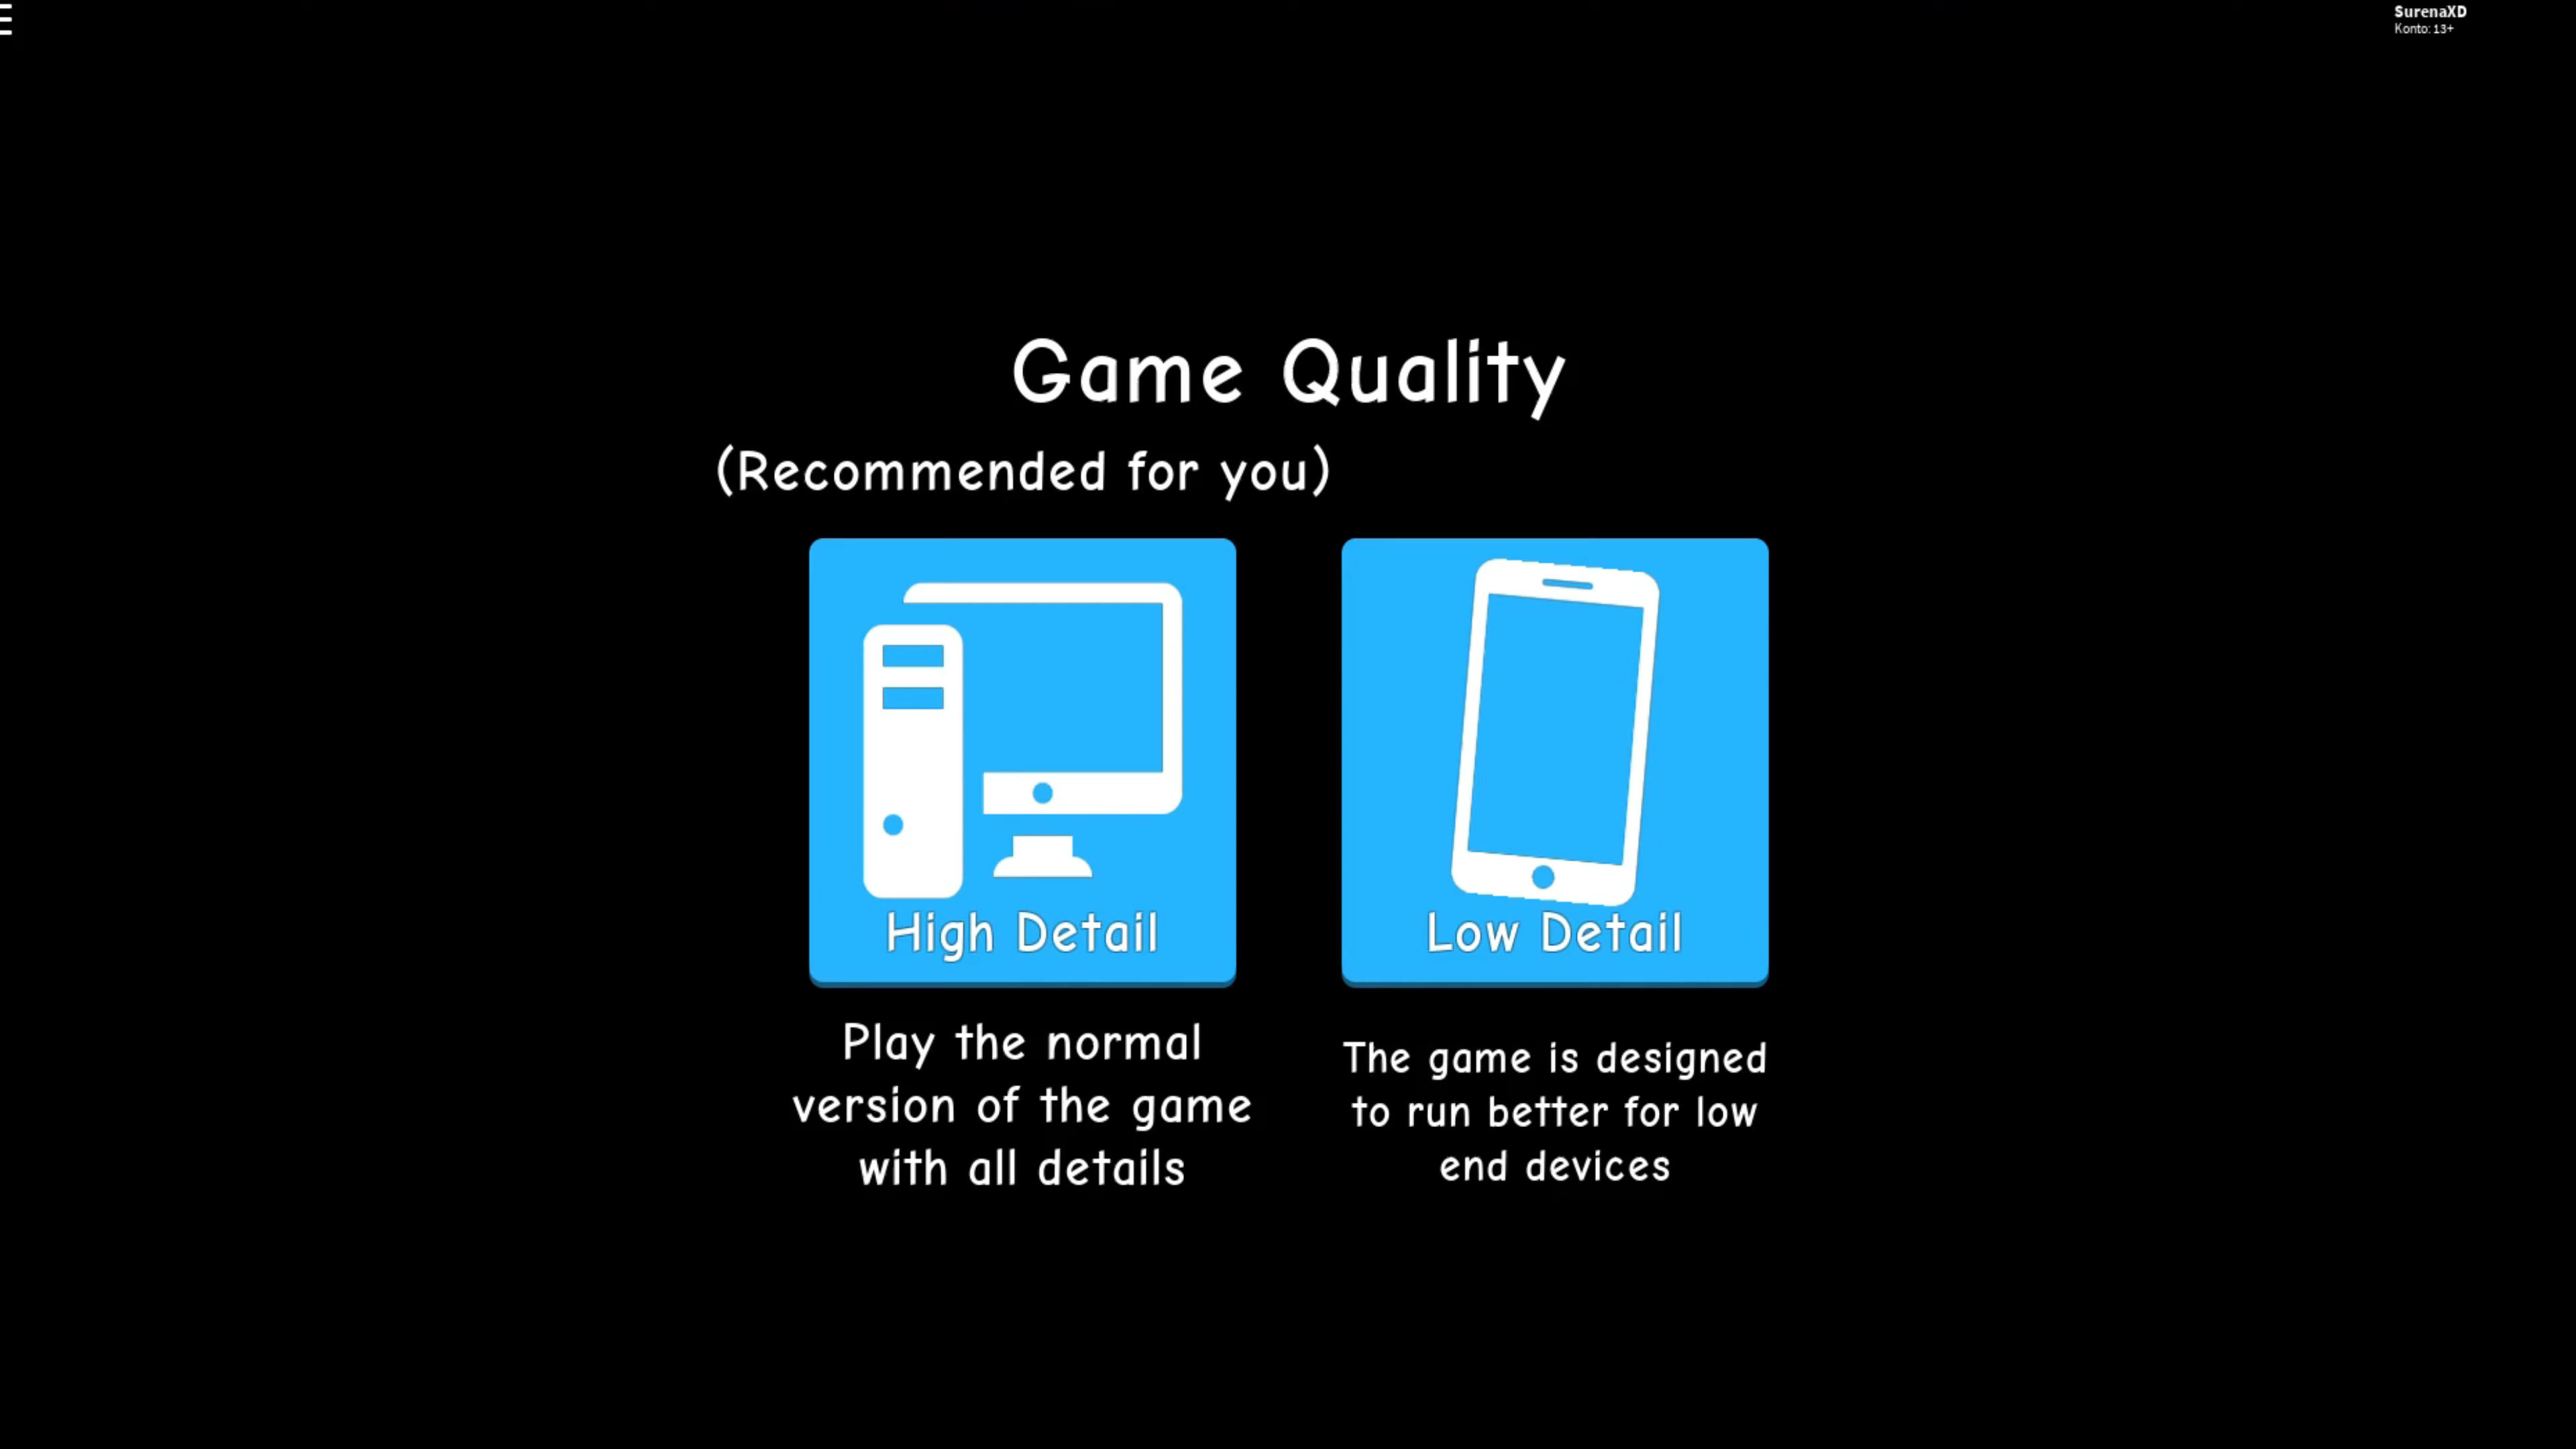 SurenaXD
Konto: 13+
Game Quality
(Recommended for you)
High Detail
Play the normal
version of the game
with all details
Low Detail
The game is designed
to run better for low
end devices